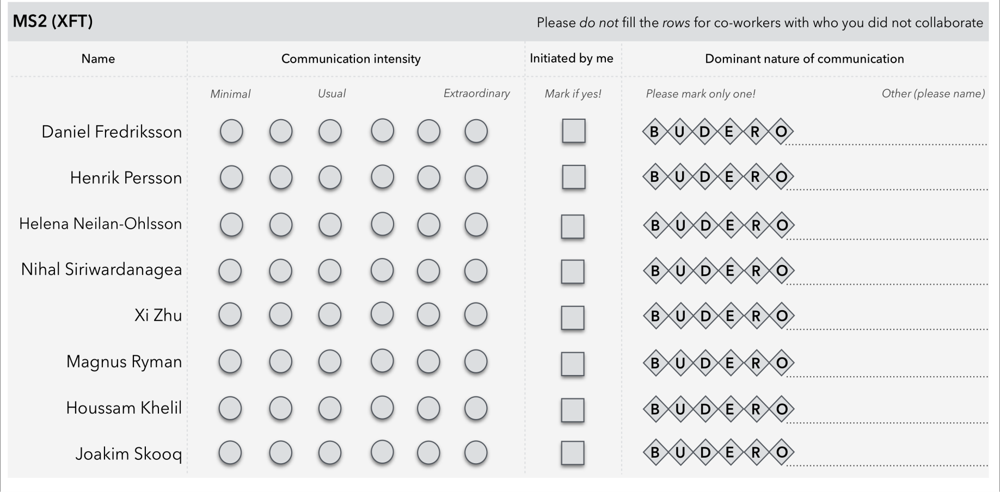 MS2 (XFT) Please do not fill the rows for co-workers with who you did not collaborate
Name Communication intensity Initiated by me Dominant nature of communication
Minimal Usual Extraordinary Mark if yes! Please mark only one! Other (please name)
Daniel Fredriksson B U D E R O
Henrik Persson B U D E R O
Helena Neilan-Ohlsson B U D E R O
Nihal Siriwardanagea B U D E R O
Xi Zhu B U D E R O
Magnus Ryman B U D E R O
Houssam Khelil B U D E R O
Joakim Skooq B U D E R O